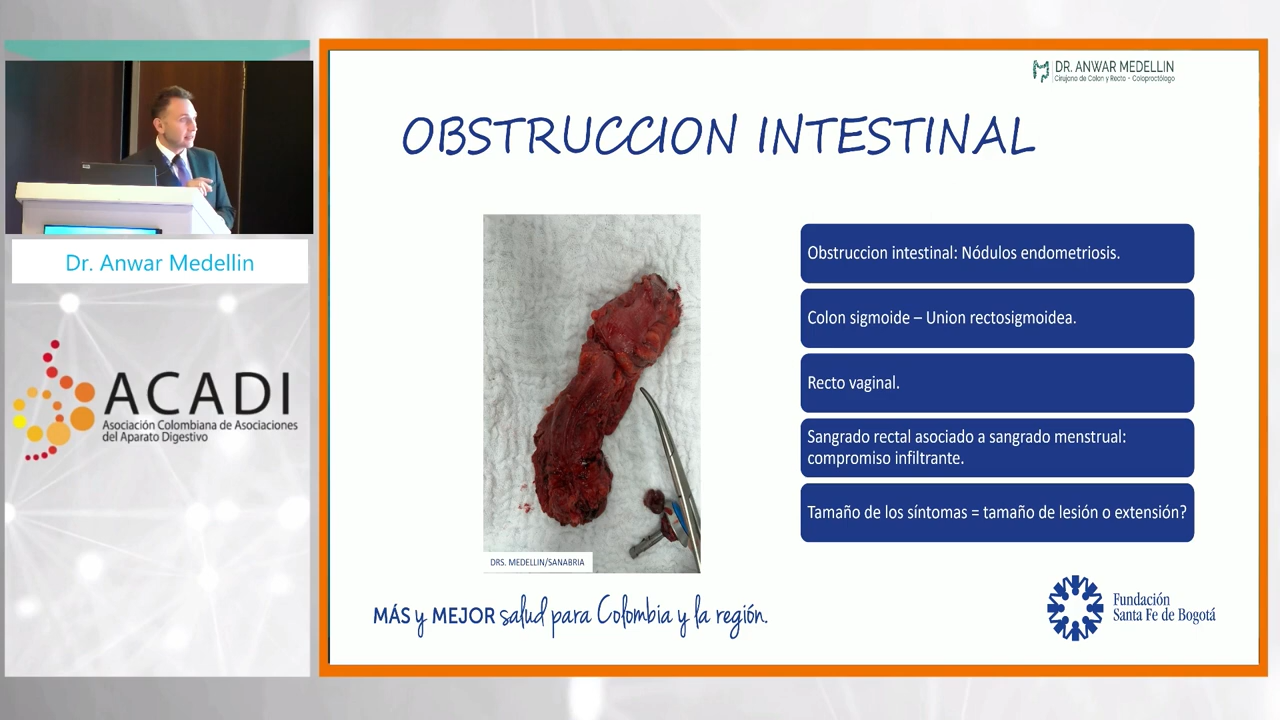 Dr. Anwar Medellin
ACADI
Asociación Colombiana de Asociaciones
del Aparato Digestivo
DR. ANWAR MEDELLIN
Cirujano de Colon y Recto - Coloproctólogo
OBSTRUCCION INTESTINAL
Obstruccion intestinal: Nódulos endometriosis.
Colon sigmoide – Union rectosigmoidea.
Recto vaginal.
Sangrado rectal asociado a sangrado menstrual:
compromiso infiltrante.
Tamaño de los síntomas = tamaño de lesión o extensión?
DRS. MEDELLIN/SANABRIA
MÁS y MEJOR salud para Colombia y la región.
Fundación
Santa Fe de Bogotá